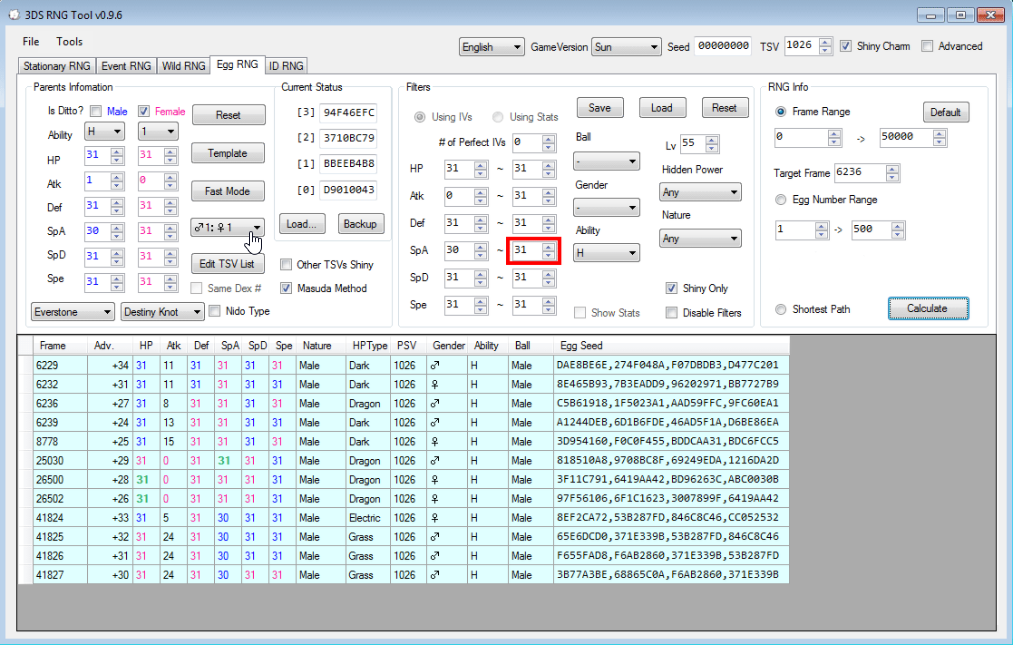 3DS RNG Tool v0.9.6
File Tools
English GameVersion Sun Seed 00000000 TSV 1026 Shiny Charm Advanced
Stationary RNG Event RNG Wild RNG Egg RNG ID RNG
Parents Infomation
Is Ditto? Male Female Reset
Ability H 1
HP 31 31 Template
Atk 1 0
Def 31 31 Fast Mode
SpA 30 31 ♂1: ♀1
SpD 31 31 Edit TSV List
Spe 31 31 Same Dex #
Everstone Destiny Knot Nido Type
Current Status
[3] 94F46EFC
[2] 3710BC79
[1] BBEEB4B8
[0] D9010043
Load... Backup
Other TSVs Shiny
Masuda Method
Filters
Using IVs Using Stats Save Load Reset
# of Perfect IVs 0 Ball Lv 55
HP 31 ~ 31 - Hidden Power
Atk 0 ~ 31 Gender Any
Def 31 ~ 31 - Nature
SpA 30 ~ 31 Ability Any
SpD 31 ~ 31 H
Spe 31 ~ 31 Shiny Only
Show Stats Disable Filters
RNG Info
Frame Range Default
0 -> 50000
Target Frame 6236
Egg Number Range
1 -> 500
Shortest Path Calculate
Frame Adv. HP Atk Def SpA SpD Spe Nature HPType PSV Gender Ability Ball Egg Seed
6229 +34 31 11 31 31 31 31 Male Dark 1026 ♂ H Male DAE8BE6E,274F048A,F07DBDB3,D477C201
6232 +31 31 11 31 31 31 31 Male Dark 1026 ♀ H Male 8E465B93,7B3EADD9,96202971,BB7727B9
6236 +27 31 8 31 31 31 31 Male Dragon 1026 ♂ H Male C5B61918,1F5023A1,AAD59FFC,9FC60EA1
6239 +24 31 13 31 31 31 31 Male Dark 1026 ♂ H Male A1244DEB,6D1B6FDE,46AD5F1A,D6BE86EA
8778 +25 31 15 31 31 31 31 Male Dark 1026 ♀ H Male 3D954160,F0C0F455,BDDCAA31,BDC6FCC5
25030 +29 31 0 31 31 31 31 Male Dragon 1026 ♂ H Male 818510A8,9708BC8F,69249EDA,1216DA2D
26500 +28 31 0 31 31 31 31 Male Dragon 1026 ♀ H Male 3F11C791,6419AA42,BD96263C,ABC0030B
26502 +26 31 0 31 31 31 31 Male Dragon 1026 ♀ H Male 97F56106,6F1C1623,3007899F,6419AA42
41824 +33 31 5 31 30 31 31 Male Electric 1026 ♀ H Male 8EF2CA72,53B287FD,846C8C46,CC052532
41825 +32 31 24 31 30 31 31 Male Grass 1026 ♂ H Male 65E6DCD0,371E339B,53B287FD,846C8C46
41826 +31 31 24 31 30 31 31 Male Grass 1026 ♂ H Male F655FAD8,F6AB2860,371E339B,53B287FD
41827 +30 31 24 31 30 31 31 Male Grass 1026 ♂ H Male 3B77A3BE,68865C0A,F6AB2860,371E339B